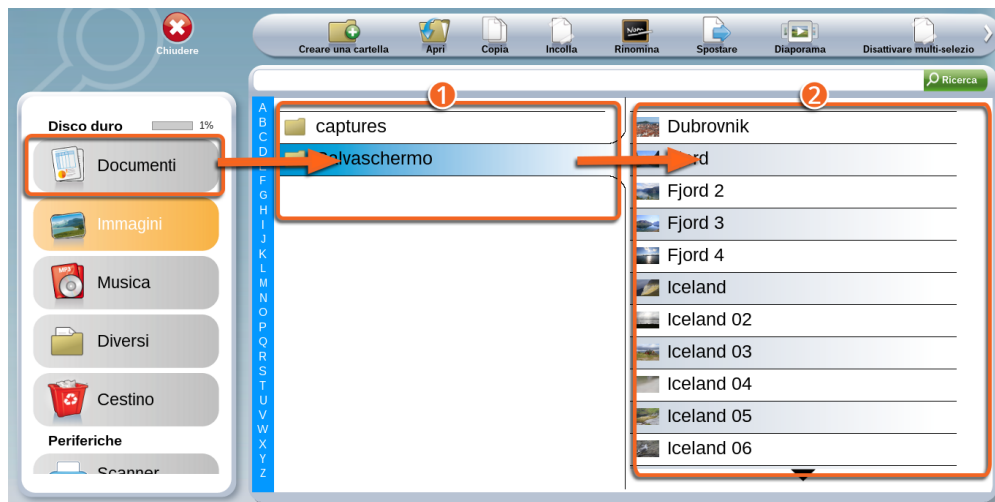 Chiudere
Creare una cartella Apri Copia Incolla Rinomina Spostare Diaporama Disattivare multi-selezio
Ricerca
1
2
Disco duro 1%
Documenti
Immagini
MP3
Musica
Diversi
Cestino
Periferiche
Scanner
A
B
C
D
F
G
H
I
J
K
L
M
N
O
P
Q
R
S
T
U
V
W
X
Y
Z
captures
Salvaschermo
Dubrovnik
Fjord 2
Fjord 3
Fjord 4
Iceland
Iceland 02
Iceland 03
Iceland 04
Iceland 05
Iceland 06